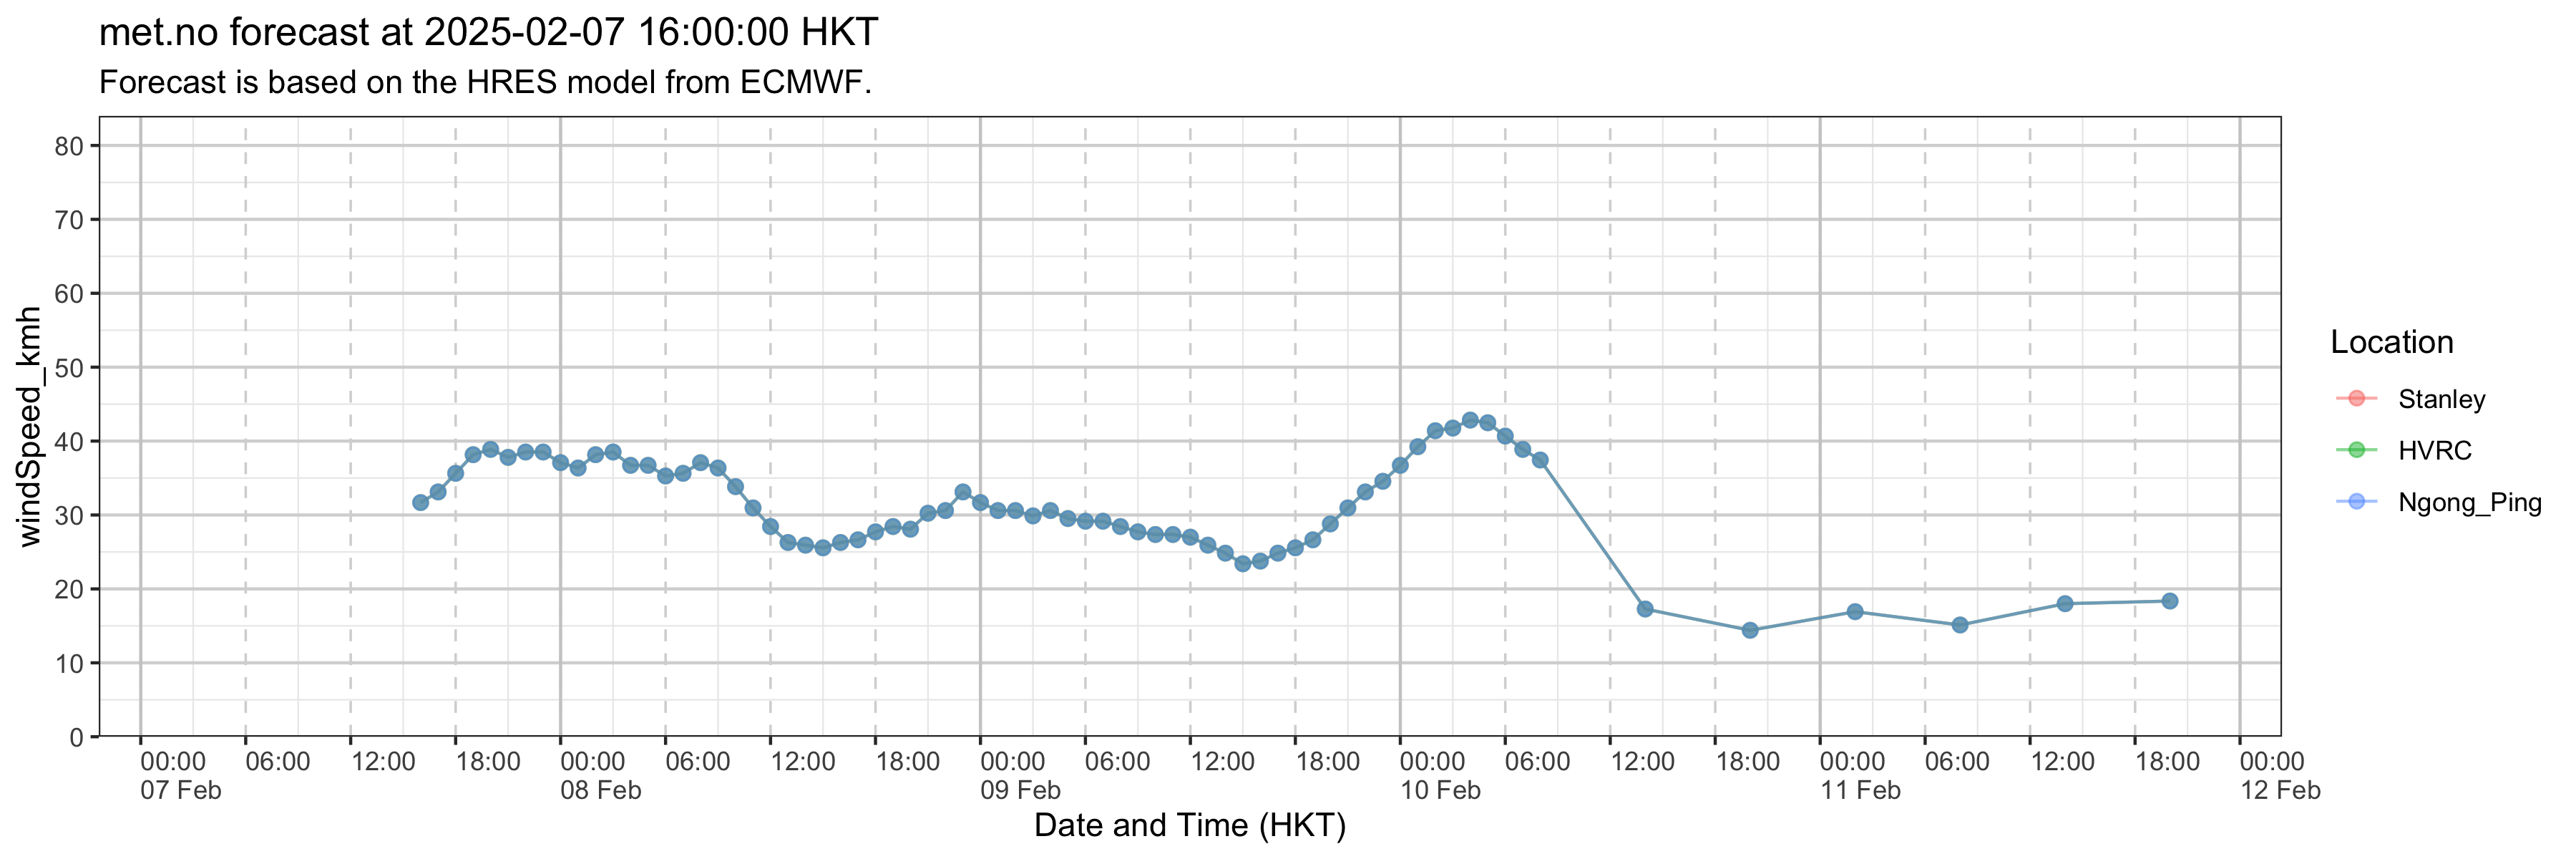 met.no forecast at 2025-02-07 16:00:00 HKT
Forecast is based on the HRES model from ECMWF.
windSpeed_kmh
80
70
60
50
40
30
20
10
0
00:00 06:00 12:00 18:00 00:00 06:00 12:00 18:00 00:00 06:00 12:00 18:00 00:00 06:00 12:00 18:00 00:00 06:00 12:00 18:00 00:00
07 Feb 08 Feb 09 Feb 10 Feb 11 Feb 12 Feb
Date and Time (HKT)
Location
Stanley
HVRC
Ngong_Ping